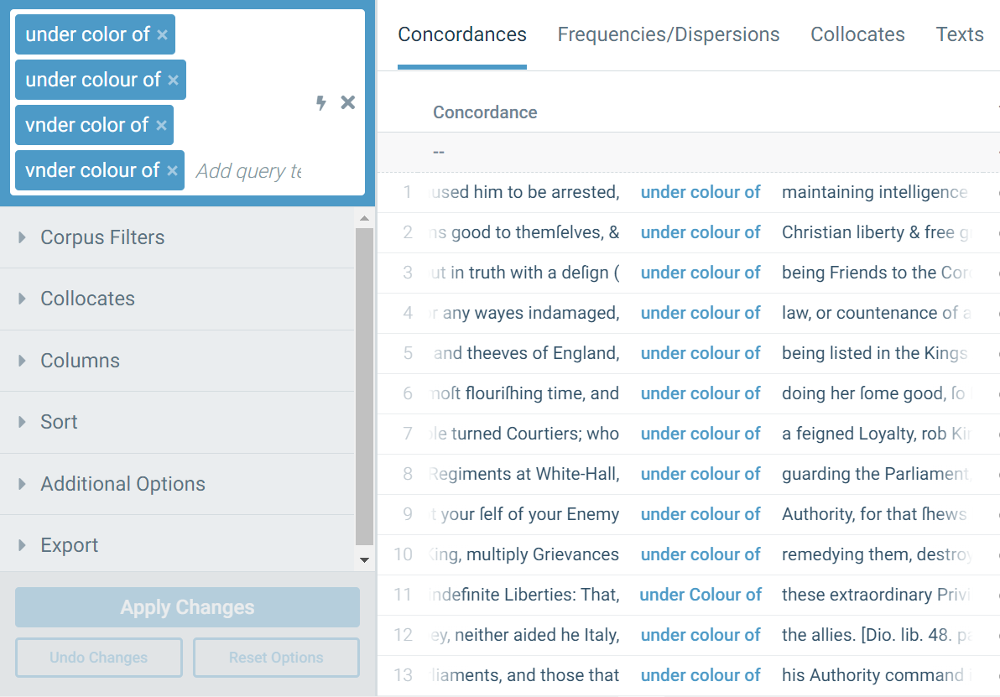 under color of ×
under colour of ×
vnder color of ×
vnder colour of × Add query te
Corpus Filters
Collocates
Columns
Sort
Additional Options
Export
Apply Changes
Undo Changes Reset Options
Concordances Frequencies/Dispersions Collocates Texts
Concordance
--
1 used him to be arrested, under colour of maintaining intelligence
2 good to themſelves, & under colour of Christian liberty & free
3 in truth with a deſign ( under colour of being Friends to the
4 any wayes indamaged, under colour of law, or countenance of a
5 and theeves of England, under colour of being listed in the Kings
6 moſt flouriſhing time, and under colour of doing her ſome good, ſo
7 turned Courtiers; who under colour of a feigned Loyalty, rob
8 Regiments at White-Hall, under colour of guarding the Parliament
9 your ſelf of your Enemy under colour of Authority, for that ſhews
10 King, multiply Grievances under colour of remedying them, destroy
11 indefinite Liberties: That, under Colour of these extraordinary Privi
12 ey, neither aided he Italy, under colour of the allies. [Dio. lib. 48. pa
13 liaments, and those that under colour of his Authority command